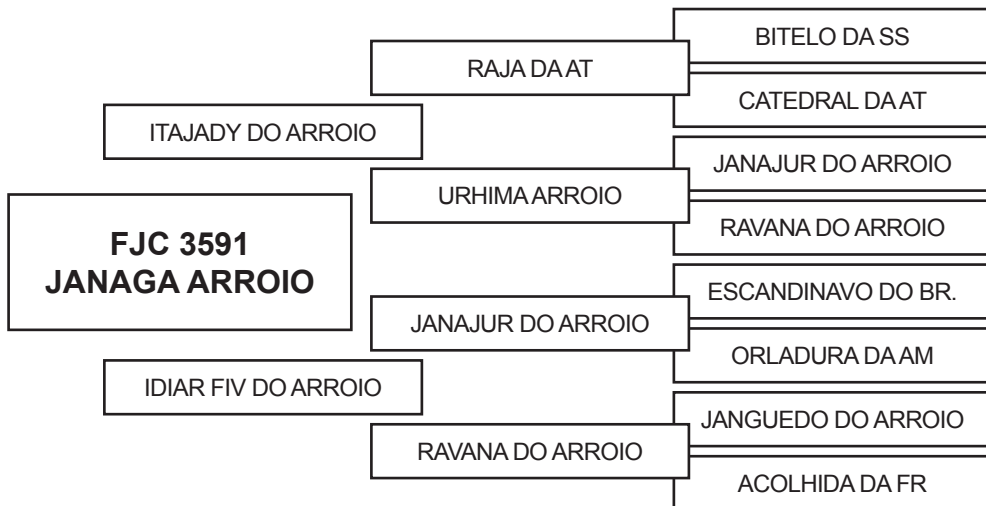 BITELO DA SS
RAJA DA AT
CATEDRAL DA AT
ITAJADY DO ARROIO
JANAJUR DO ARROIO
URHIMA ARROIO
RAVANA DO ARROIO
FJC 3591
JANAGA ARROIO
ESCANDINAVO DO BR.
JANAJUR DO ARROIO
ORLADURA DA AM
IDIAR FIV DO ARROIO
JANGUEDO DO ARROIO
RAVANA DO ARROIO
ACOLHIDA DA FR